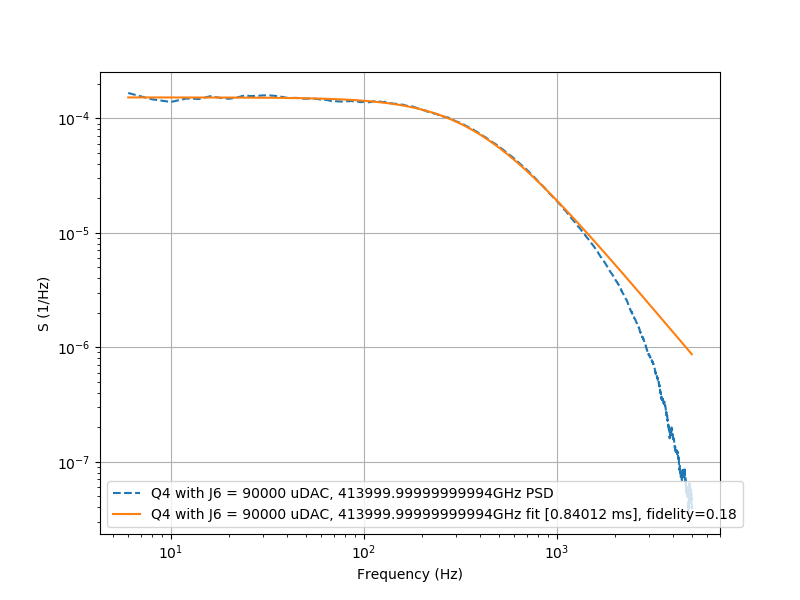 10⁻⁴
10⁻⁵
10⁻⁶
10⁻⁷
S (1/Hz)
Q4 with J6 = 90000 uDAC, 413999.99999999994GHz PSD
Q4 with J6 = 90000 uDAC, 413999.99999999994GHz fit [0.84012 ms], fidelity=0.18
10¹ 10² 10³
Frequency (Hz)